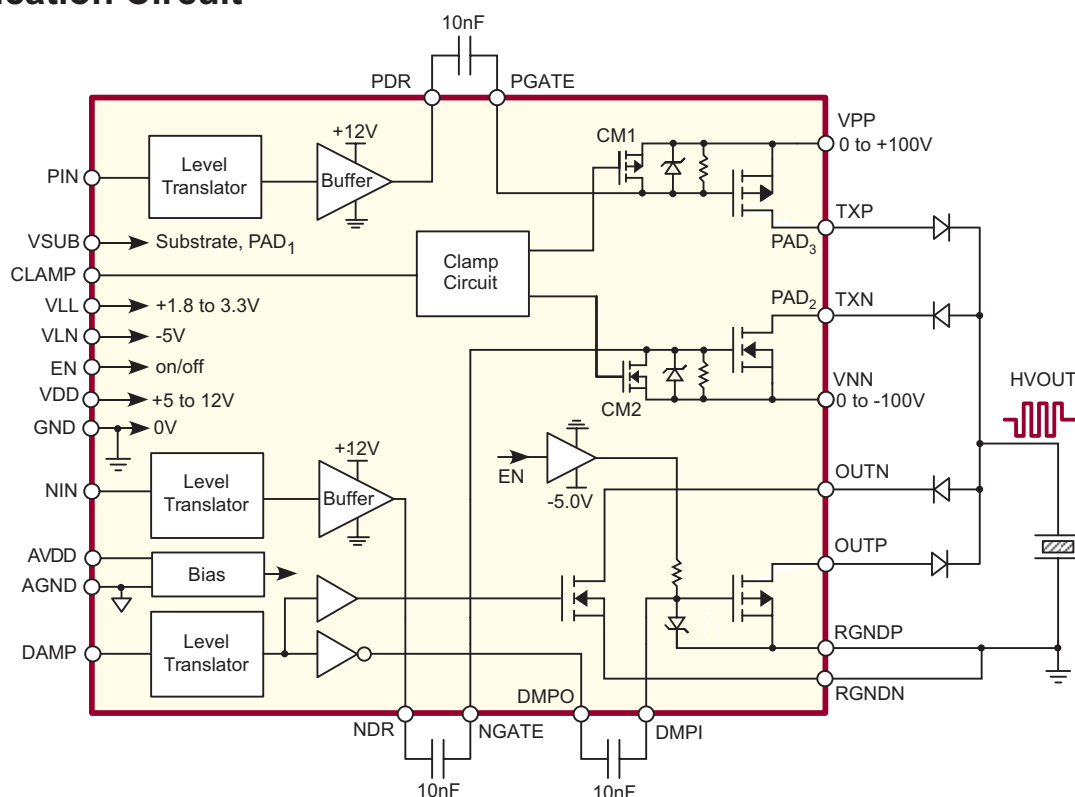 10nF
PDR
PGATE
VPP
0 to +100V
CM1
+12V
Level
Translator
Buffer
PIN
TXP
PAD3
VSUB
Substrate, PAD1
CLAMP
Clamp
Circuit
VLL
+1.8 to 3.3V
PAD2
TXN
VLN
-5V
EN
on/off
VDD
+5 to 12V
CM2
VNN
0 to -100V
HVOUT
GND
0V
+12V
EN
-5.0V
NIN
Level
Translator
Buffer
OUTN
AVDD
AGND
Bias
OUTP
DAMP
Level
Translator
RGNDP
RGNDN
DMPO
NDR
NGATE
DMPI
10nF
10nF